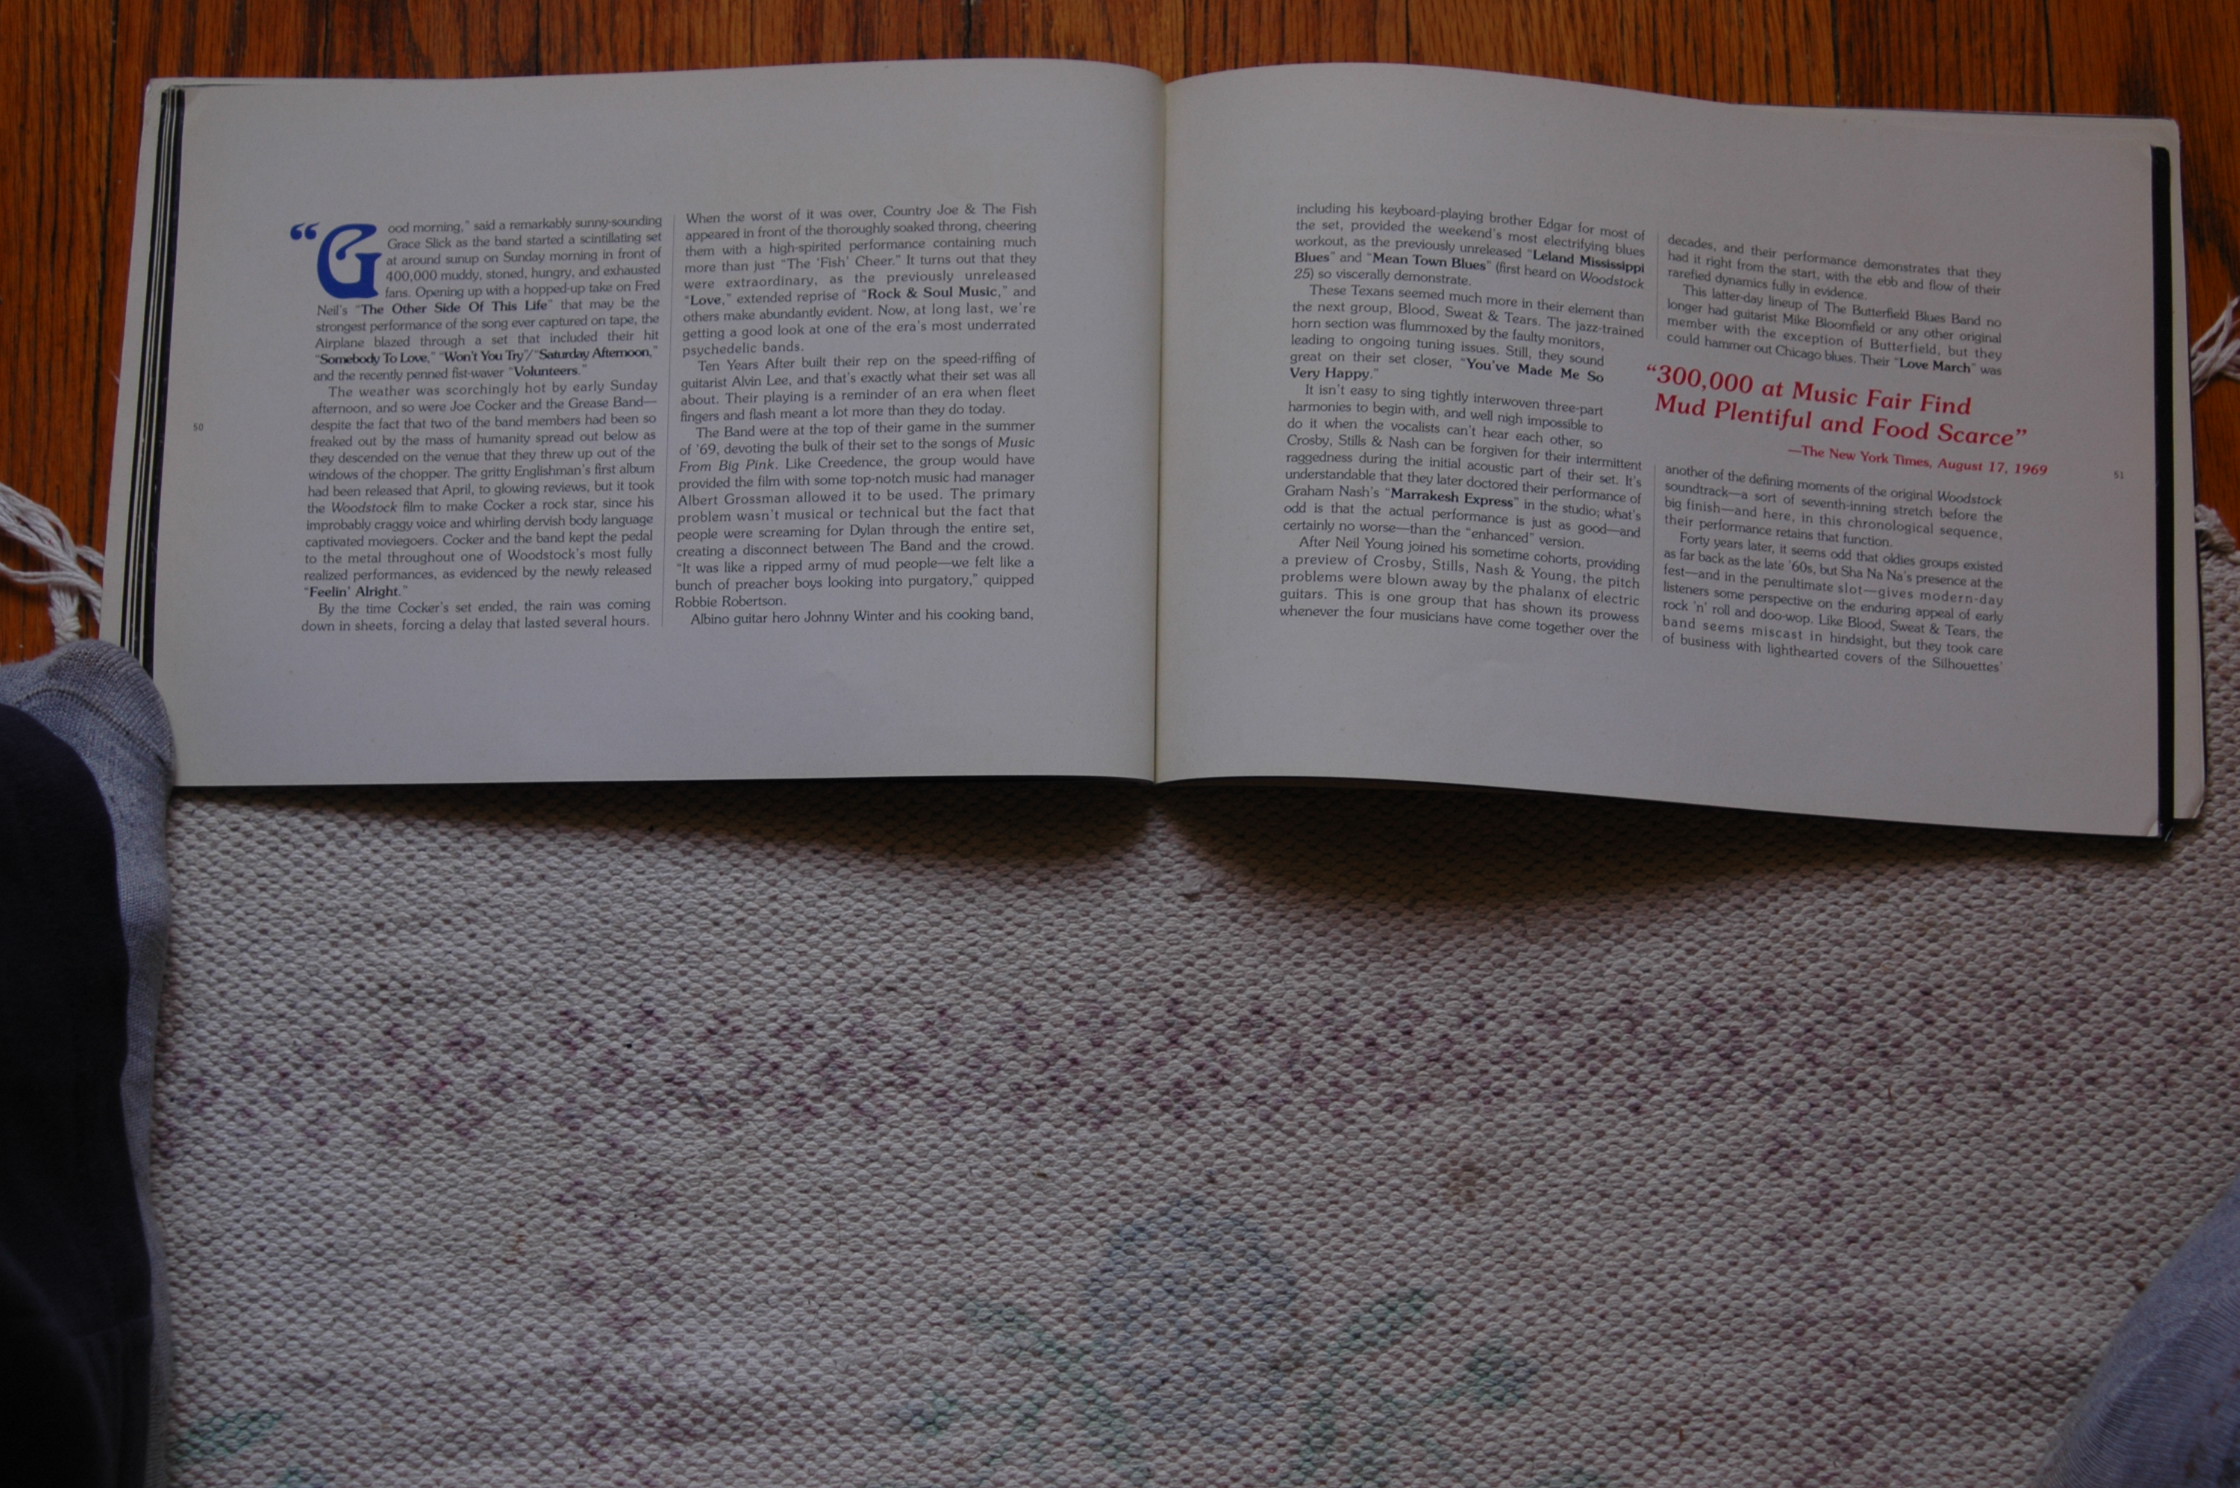 “Good morning,” said a remarkably sunny-sounding
Grace Slick as the band started a scintillating set
at around sunup on Sunday morning in front of
400,000 muddy, stoned, hungry, and exhausted
fans. Opening up with a hopped-up take on Fred
Neil's “The Other Side Of This Life” that may be the
strongest performance of the song ever captured on tape, the
Airplane blazed through a set that included their hit
“Somebody To Love,” “Won't You Try”/“Saturday Afternoon,”
and the recently penned fist-waver “Volunteers.”
The weather was scorchingly hot by early Sunday
afternoon, and so were Joe Cocker and the Grease Band—
despite the fact that two of the band members had been so
freaked out by the mass of humanity spread out below as
they descended on the venue that they threw up out of the
windows of the chopper. The gritty Englishman's first album
had been released that April, to glowing reviews, but it took
the Woodstock film to make Cocker a rock star, since his
improbably craggy voice and whirling dervish body language
captivated moviegoers. Cocker and the band kept the pedal
to the metal throughout one of Woodstock's most fully
realized performances, as evidenced by the newly released
“Feelin' Alright.”
By the time Cocker's set ended, the rain was coming
down in sheets, forcing a delay that lasted several hours.
50
When the worst of it was over, Country Joe & The Fish
appeared in front of the thoroughly soaked throng, cheering
them with a high-spirited performance containing much
more than just “The ‘Fish’ Cheer.” It turns out that they
were extraordinary, as the previously unreleased
“Love,” extended reprise of “Rock & Soul Music,” and
others make abundantly evident. Now, at long last, we're
getting a good look at one of the era's most underrated
psychedelic bands.
Ten Years After built their rep on the speed-riffing of
guitarist Alvin Lee, and that's exactly what their set was all
about. Their playing is a reminder of an era when fleet
fingers and flash meant a lot more than they do today.
The Band were at the top of their game in the summer
of '69, devoting the bulk of their set to the songs of Music
From Big Pink. Like Creedence, the group would have
provided the film with some top-notch music had manager
Albert Grossman allowed it to be used. The primary
problem wasn't musical or technical but the fact that
people were screaming for Dylan through the entire set,
creating a disconnect between The Band and the crowd.
“It was like a ripped army of mud people—we felt like a
bunch of preacher boys looking into purgatory,” quipped
Robbie Robertson.
Albino guitar hero Johnny Winter and his cooking band,
including his keyboard-playing brother Edgar for most of
the set, provided the weekend's most electrifying blues
workout, as the previously unreleased “Leland Mississippi
Blues” and “Mean Town Blues” (first heard on Woodstock
25) so viscerally demonstrate.
These Texans seemed much more in their element than
the next group, Blood, Sweat & Tears. The jazz-trained
horn section was flummoxed by the faulty monitors,
leading to ongoing tuning issues. Still, they sound
great on their set closer, “You've Made Me So
Very Happy.”
It isn't easy to sing tightly interwoven three-part
harmonies to begin with, and well nigh impossible to
do it when the vocalists can't hear each other, so
Crosby, Stills & Nash can be forgiven for their intermittent
raggedness during the initial acoustic part of their set. It's
understandable that they later doctored their performance of
Graham Nash's “Marrakesh Express” in the studio; what's
odd is that the actual performance is just as good—and
certainly no worse—than the “enhanced” version.
After Neil Young joined his sometime cohorts, providing
a preview of Crosby, Stills, Nash & Young, the pitch
problems were blown away by the phalanx of electric
guitars. This is one group that has shown its prowess
whenever the four musicians have come together over the
decades, and their performance demonstrates that they
had it right from the start, with the ebb and flow of their
rarefied dynamics fully in evidence.
This latter-day lineup of The Butterfield Blues Band no
longer had guitarist Mike Bloomfield or any other original
member with the exception of Butterfield, but they
could hammer out Chicago blues. Their “Love March” was
“300,000 at Music Fair Find
Mud Plentiful and Food Scarce”
—The New York Times, August 17, 1969
another of the defining moments of the original Woodstock
soundtrack—a sort of seventh-inning stretch before the
big finish—and here, in this chronological sequence,
their performance retains that function.
Forty years later, it seems odd that oldies groups existed
as far back as the late '60s, but Sha Na Na's presence at the
fest—and in the penultimate slot—gives modern-day
listeners some perspective on the enduring appeal of early
rock 'n' roll and doo-wop. Like Blood, Sweat & Tears, the
band seems miscast in hindsight, but they took care
of business with lighthearted covers of the Silhouettes'
51